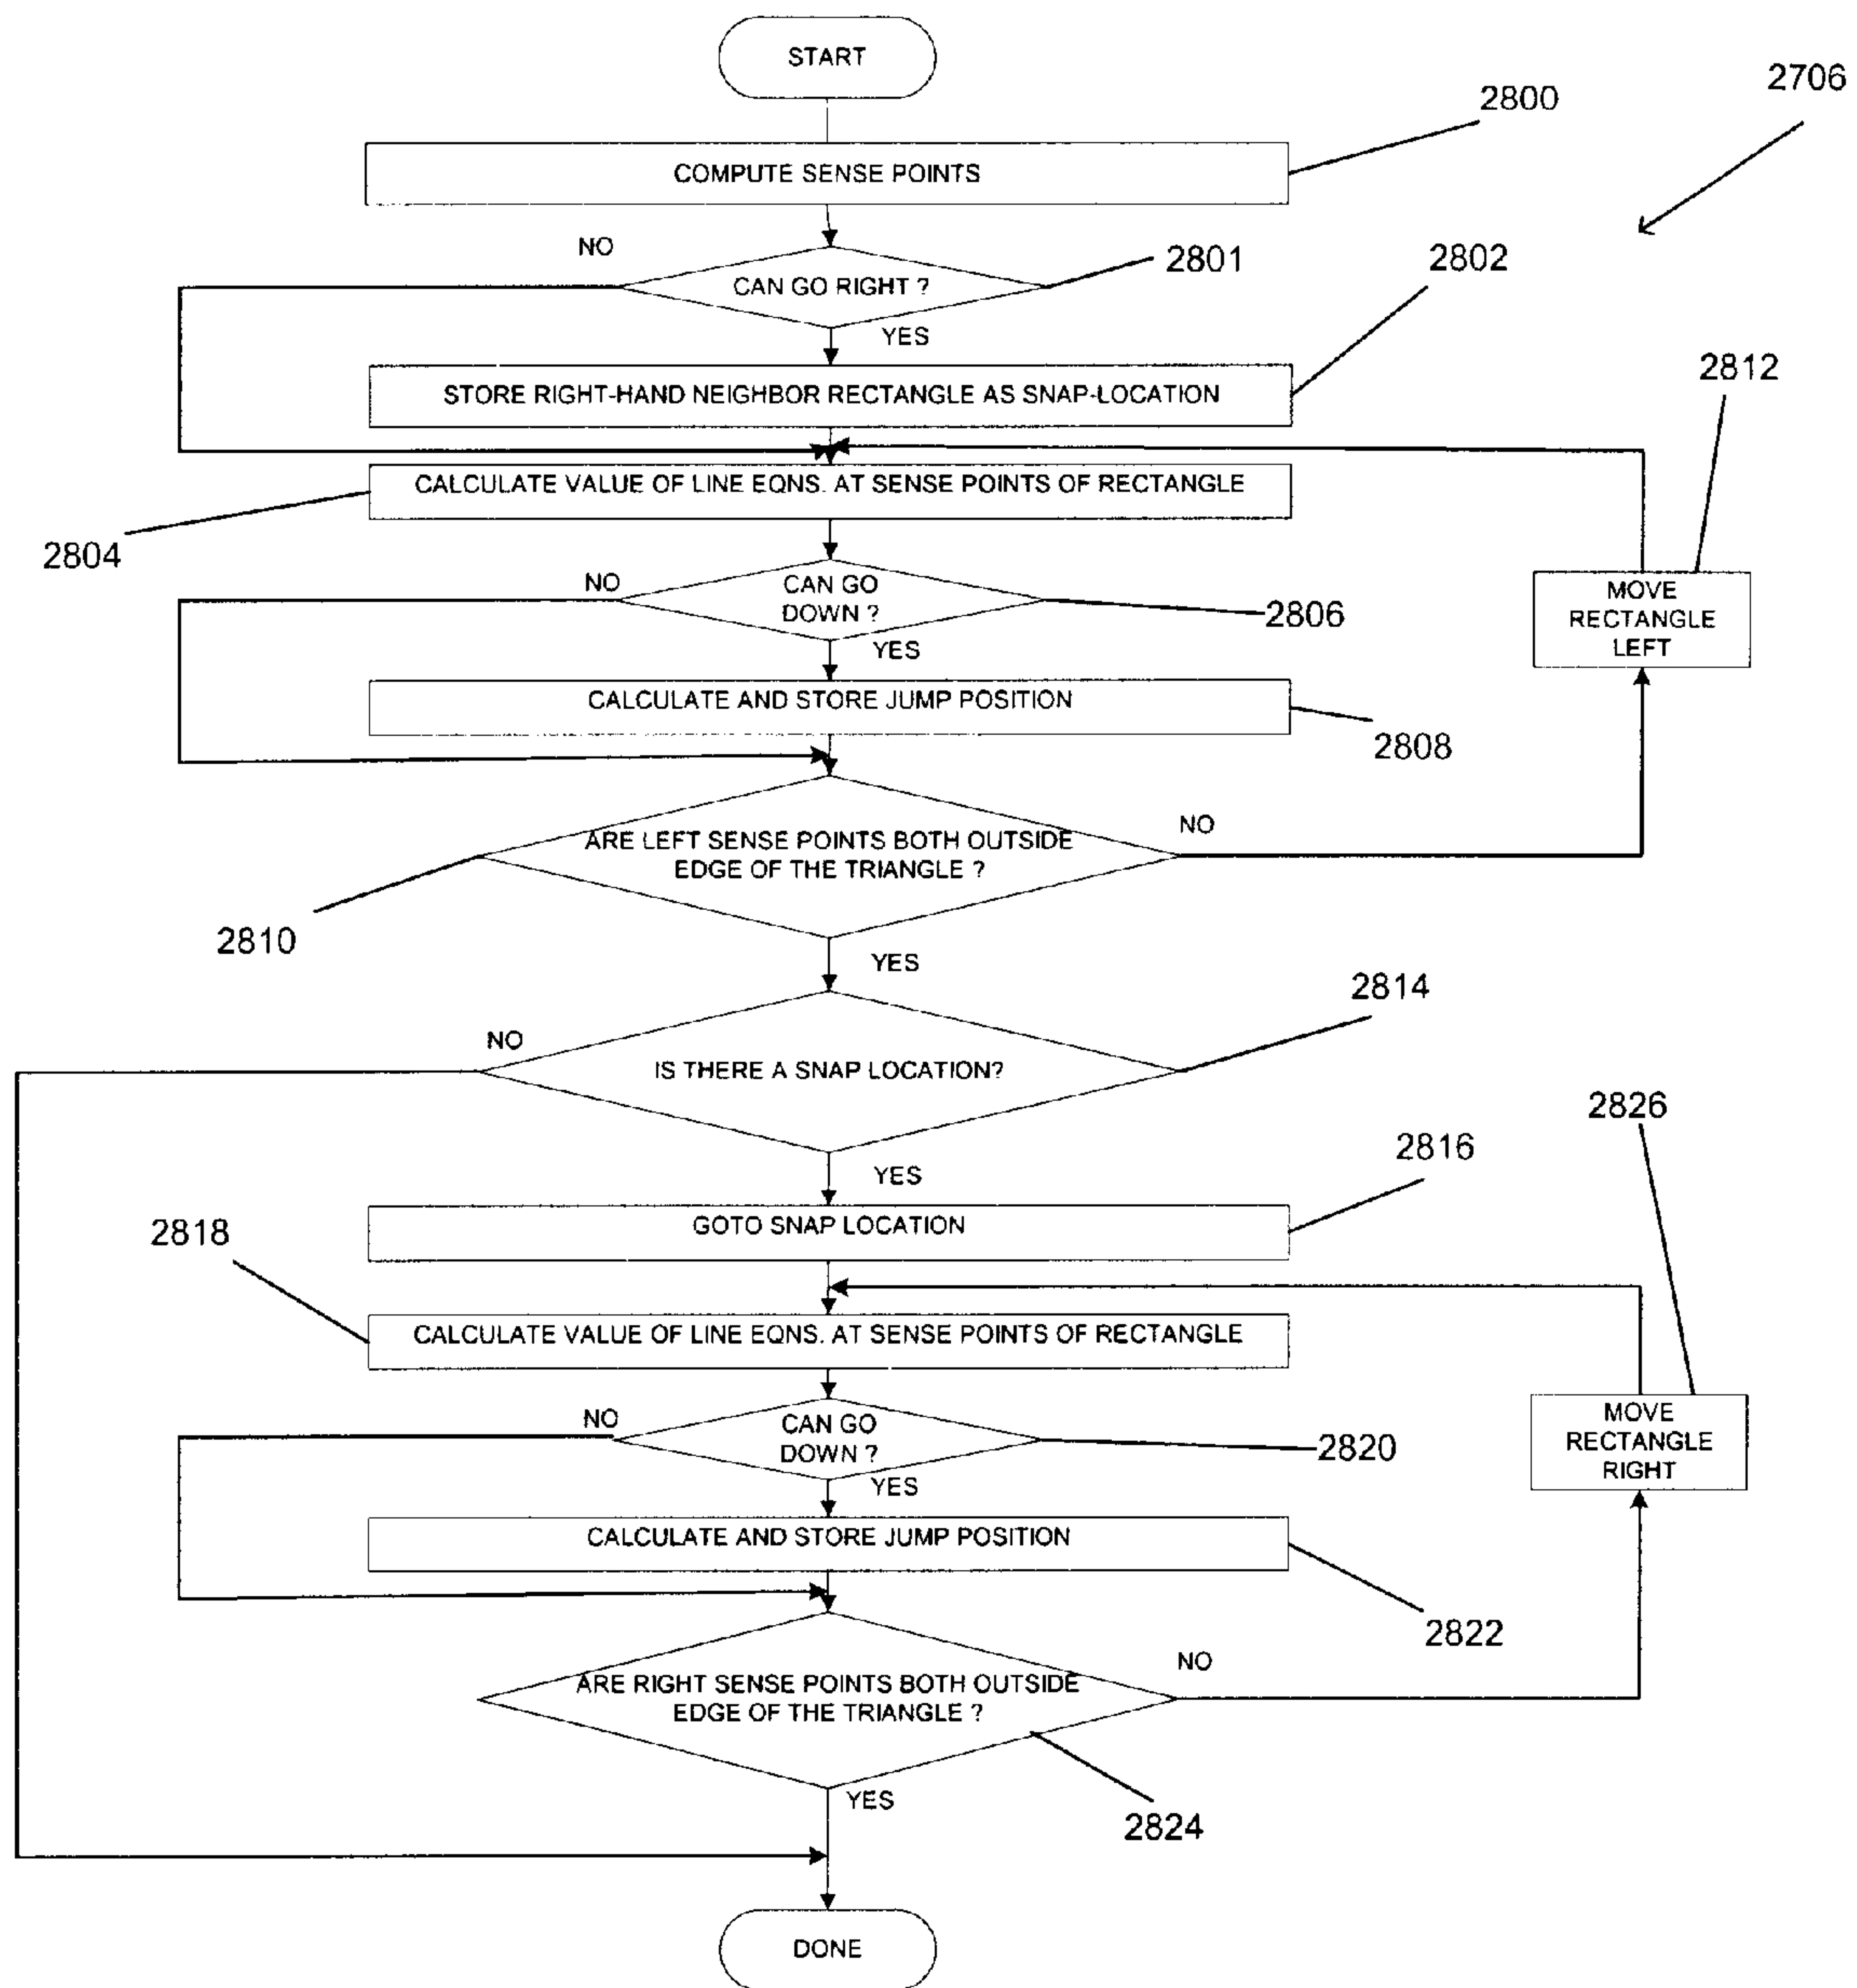 START
2706
2800
COMPUTE SENSE POINTS
NO
CAN GO RIGHT ?
2801
2802
YES
STORE RIGHT-HAND NEIGHBOR RECTANGLE AS SNAP-LOCATION
2812
CALCULATE VALUE OF LINE EQNS. AT SENSE POINTS OF RECTANGLE
2804
NO
CAN GO
DOWN ?
2806
MOVE
RECTANGLE
LEFT
YES
CALCULATE AND STORE JUMP POSITION
2808
ARE LEFT SENSE POINTS BOTH OUTSIDE
EDGE OF THE TRIANGLE ?
NO
2810
YES
2814
NO
IS THERE A SNAP LOCATION?
2826
2816
YES
GOTO SNAP LOCATION
2818
CALCULATE VALUE OF LINE EQNS. AT SENSE POINTS OF RECTANGLE
NO
CAN GO
DOWN ?
2820
MOVE
RECTANGLE
RIGHT
YES
CALCULATE AND STORE JUMP POSITION
2822
ARE RIGHT SENSE POINTS BOTH OUTSIDE
EDGE OF THE TRIANGLE ?
NO
YES
2824
DONE